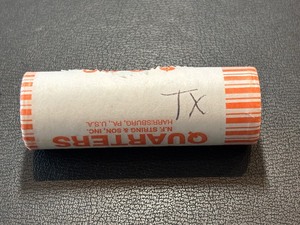 TX
QUARTERS
N.F. STRING & SON, INC.
HARRISBURG, PA., U.S.A.